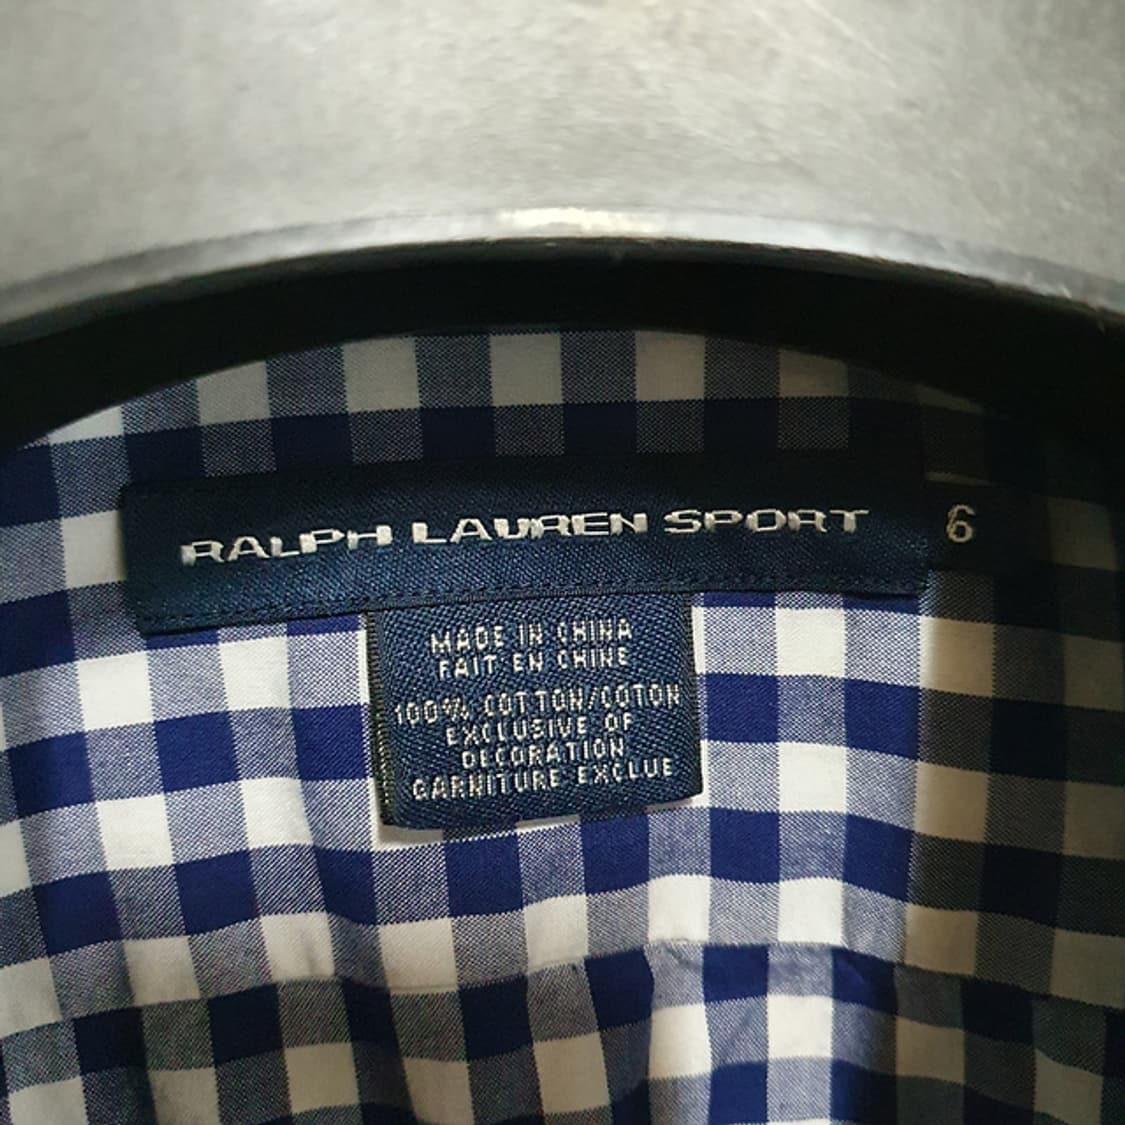 RALPH LAUREN SPORT 6
MADE IN CHINA
FAIT EN CHINE
100% COTTON/COTON
EXCLUSIVE OF
DECORATION
GARNITURE EXCLUE